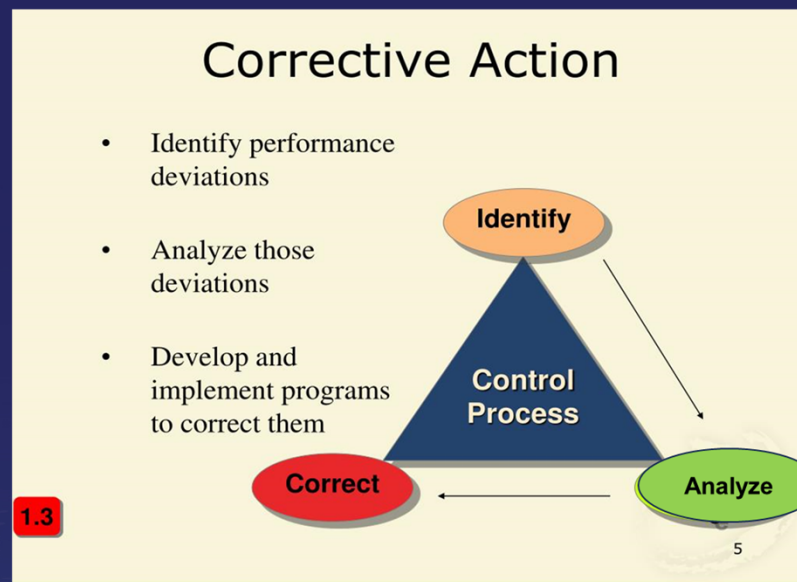 Corrective Action
• Identify performance
deviations
• Analyze those
deviations
• Develop and
implement programs
to correct them
Identify
Control
Process
Correct
Analyze
1.3
5